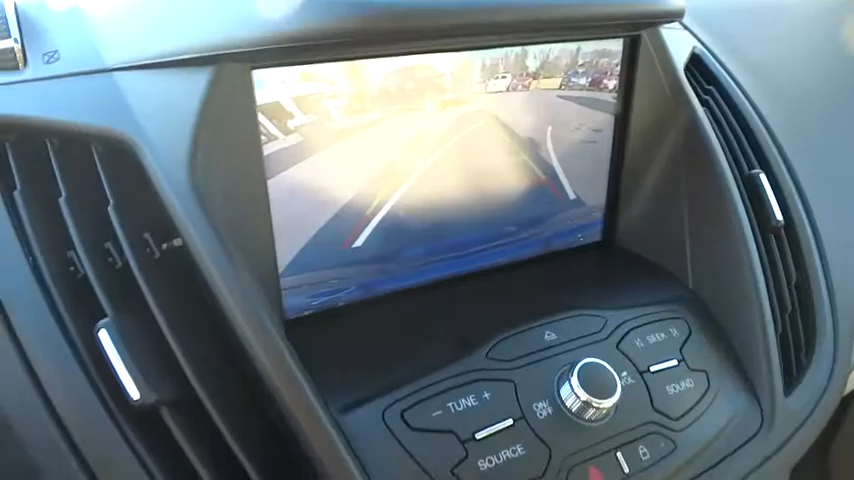 SEEK
- TUNE +
ON/
OFF
VOL
SOUND
SOURCE